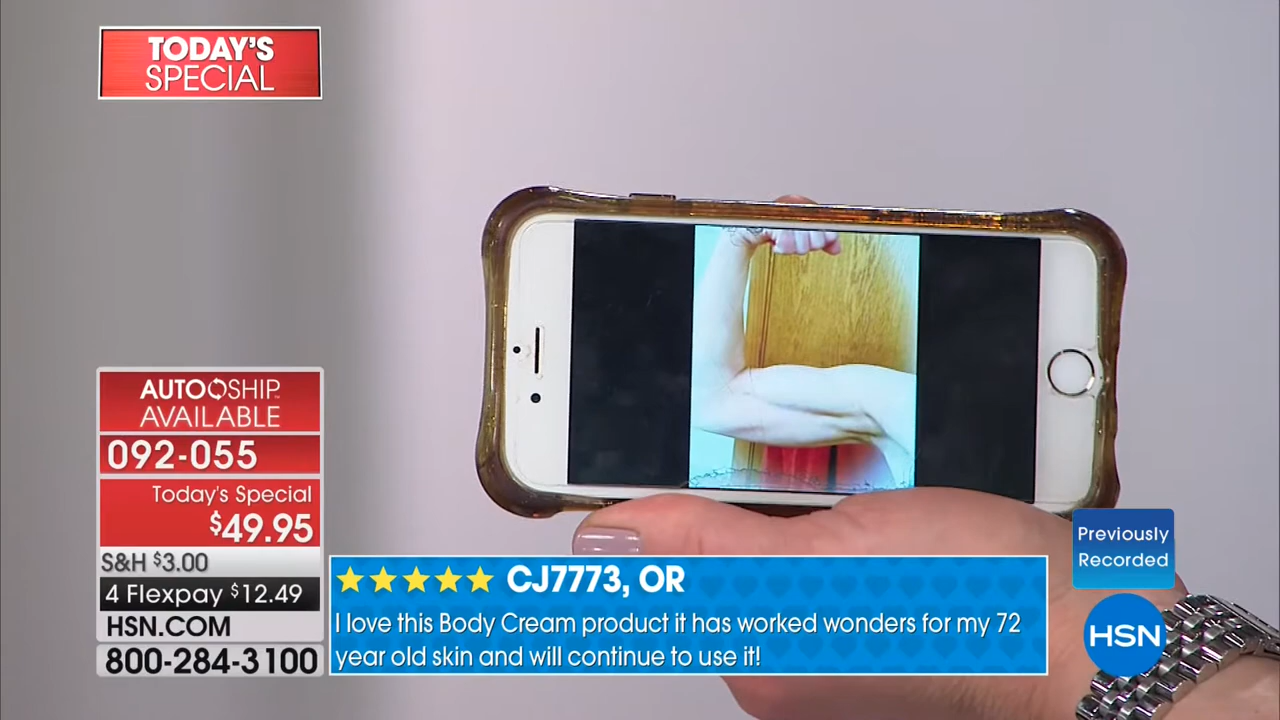 TODAY'S
SPECIAL
AUTOSHIP
AVAILABLE
092-055
Today's Special
$49.95
S&H $3.00
4 Flexpay $12.49
HSN.COM
800-284-3100
CJ7773, OR
I love this Body Cream product it has worked wonders for my 72
year old skin and will continue to use it!
Previously
Recorded
HSN